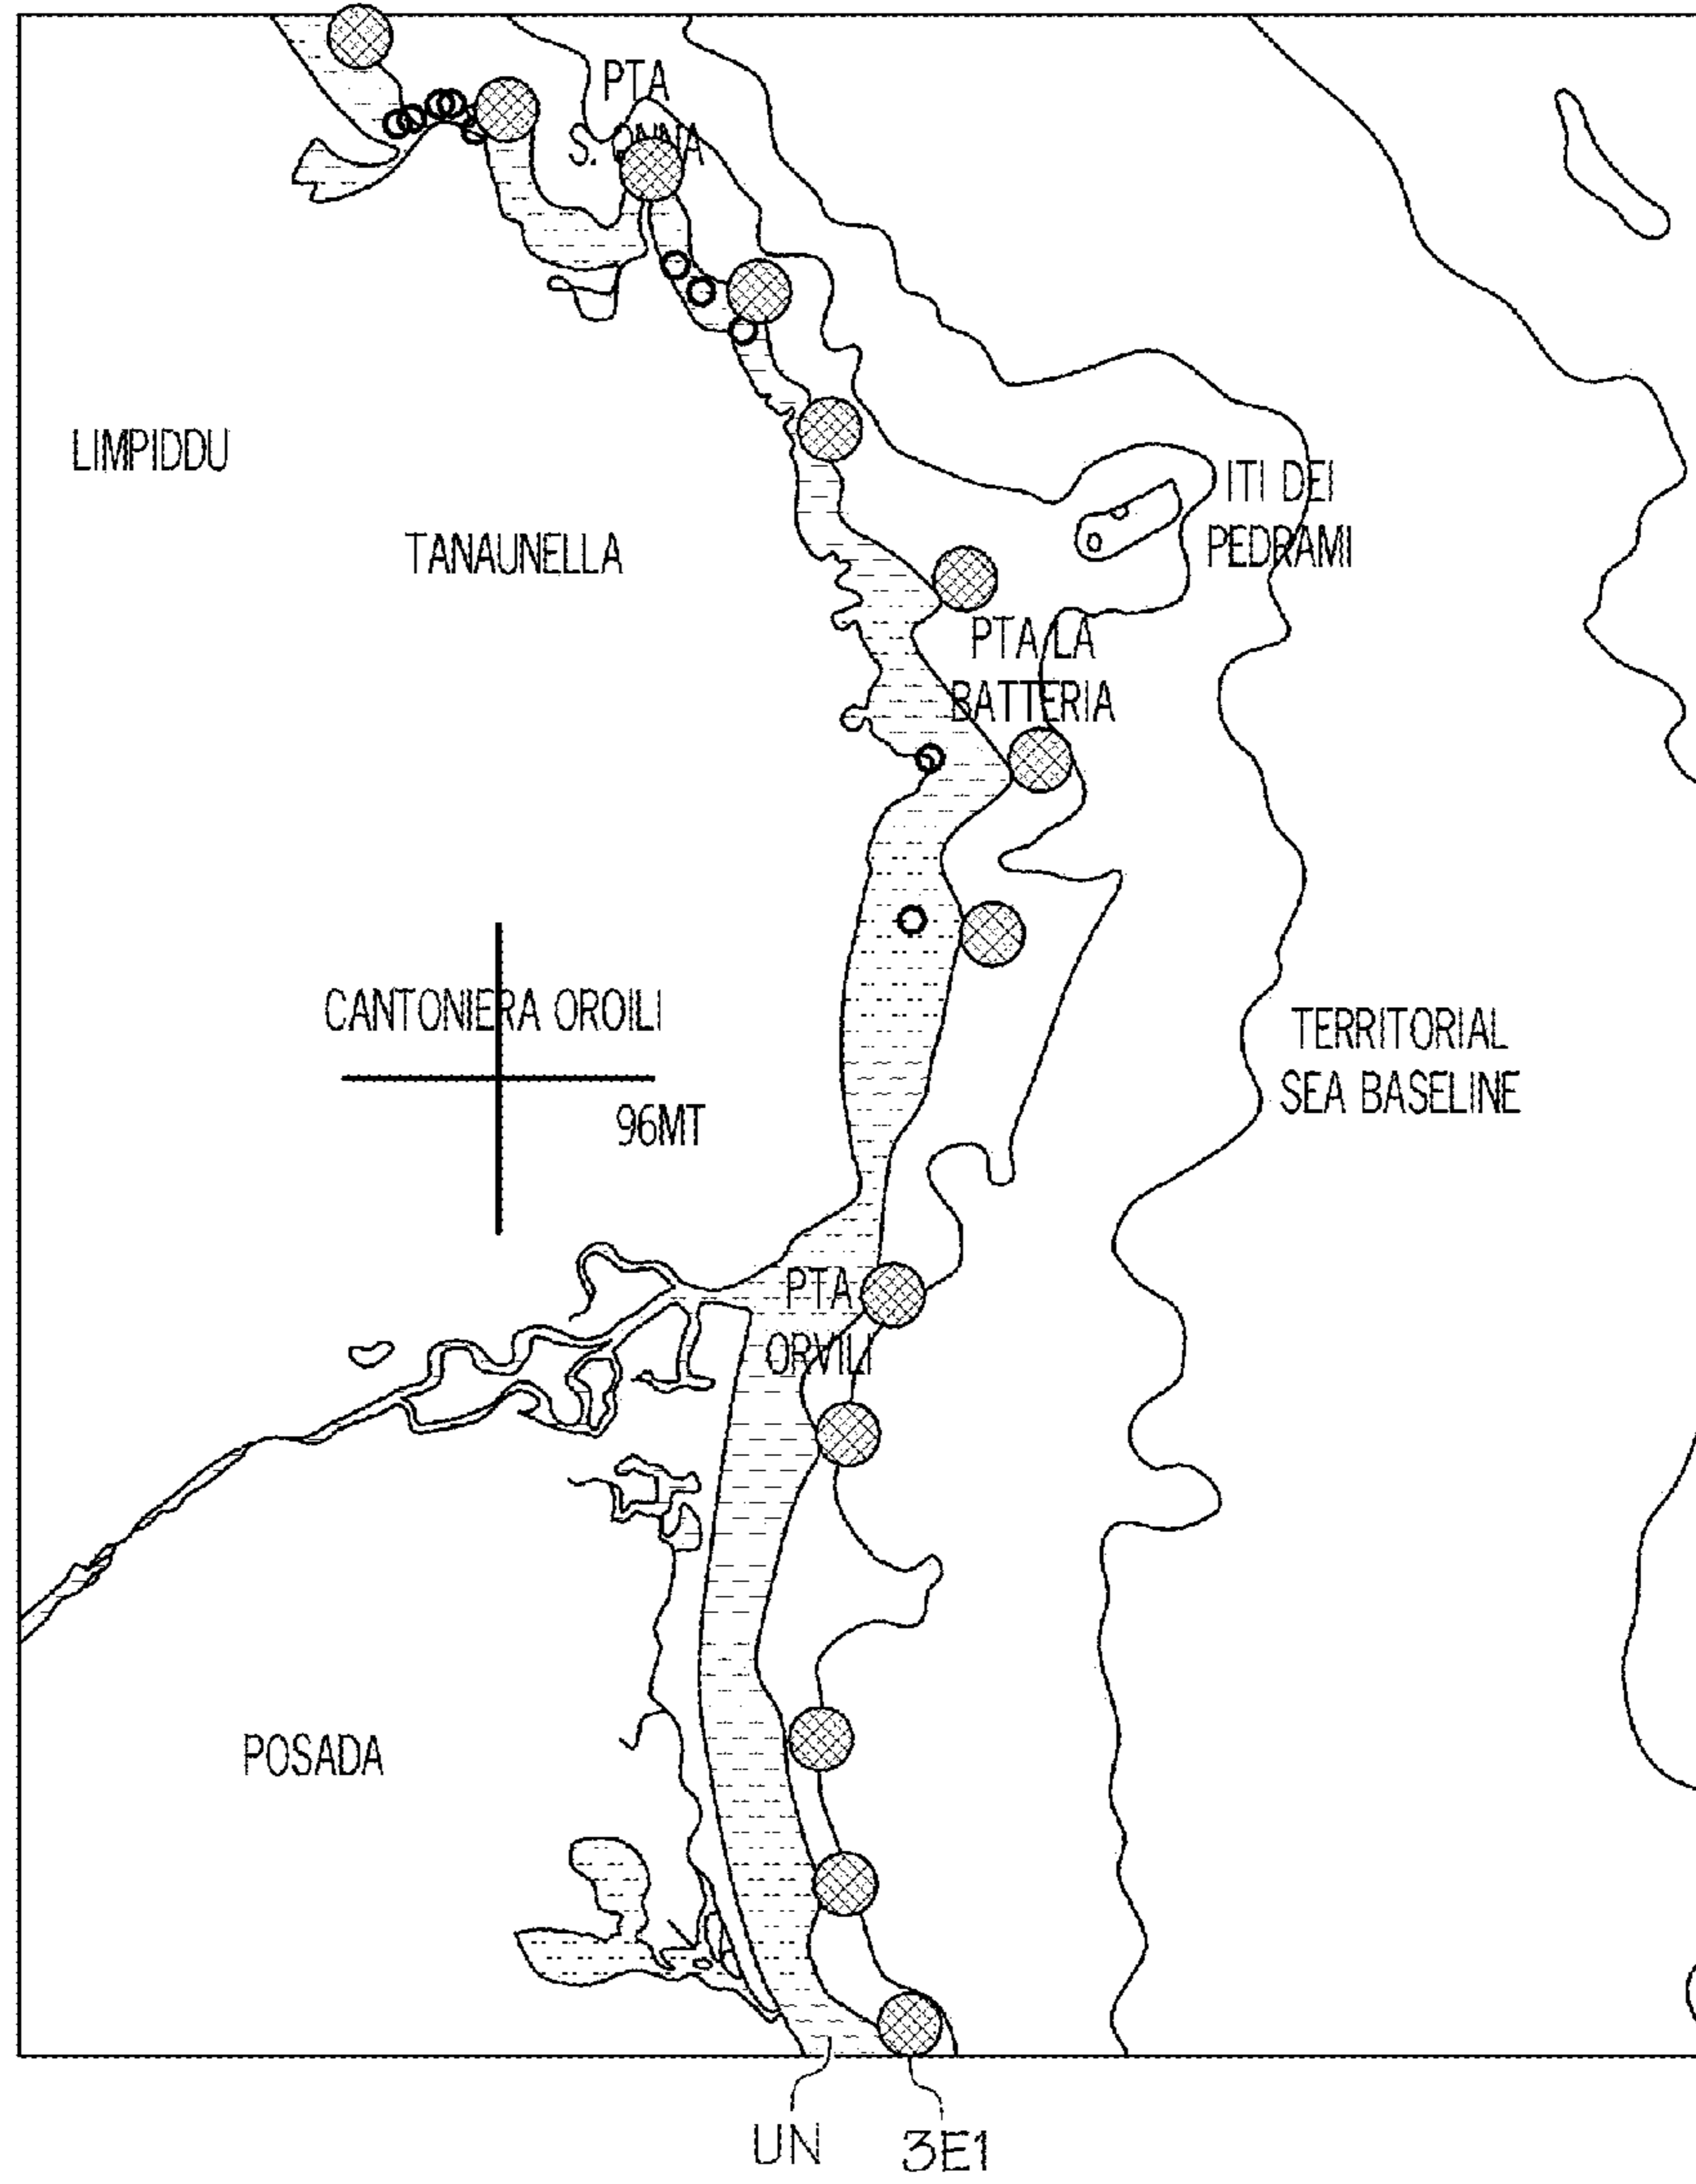 PTA
S.
LIMPIDDU
ITI DEI
PEDRAMI
TANAUNELLA
PTA LA
BATTERIA
CANTONIERA OROILI
TERRITORIAL
SEA BASELINE
96MT
PTA
ORVILI
POSADA
UN
3E1